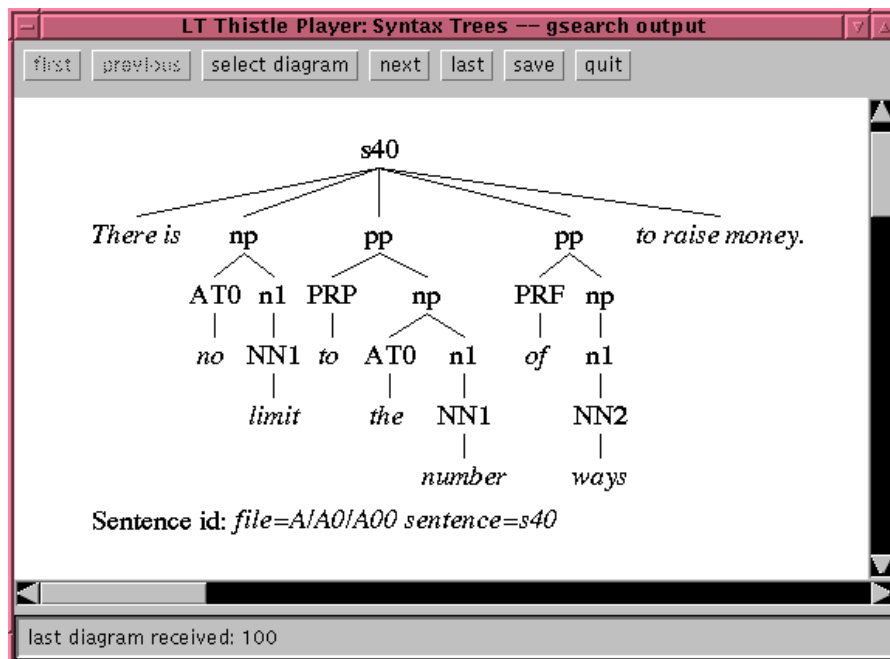 LT Thistle Player: Syntax Trees -- gsearch output
first previous select diagram next last save quit
s40
There is np pp pp to raise money.
AT0 n1 PRP np PRF np
no NN1 to AT0 n1 of n1
limit the NN1 NN2
number ways
Sentence id: file=A/A0/A00 sentence=s40
last diagram received: 100